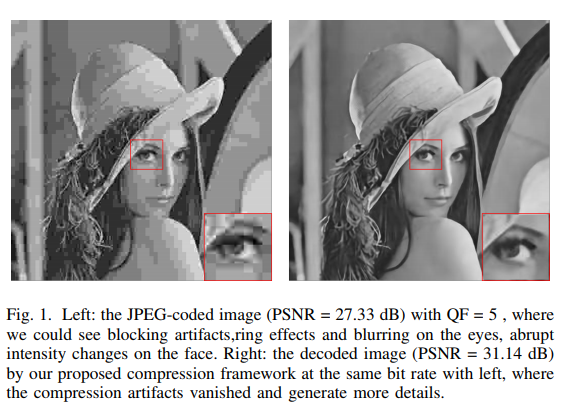 Fig. 1. Left: the JPEG-coded image (PSNR = 27.33 dB) with QF = 5 , where
we could see blocking artifacts,ring effects and blurring on the eyes, abrupt
intensity changes on the face. Right: the decoded image (PSNR = 31.14 dB)
by our proposed compression framework at the same bit rate with left, where
the compression artifacts vanished and generate more details.